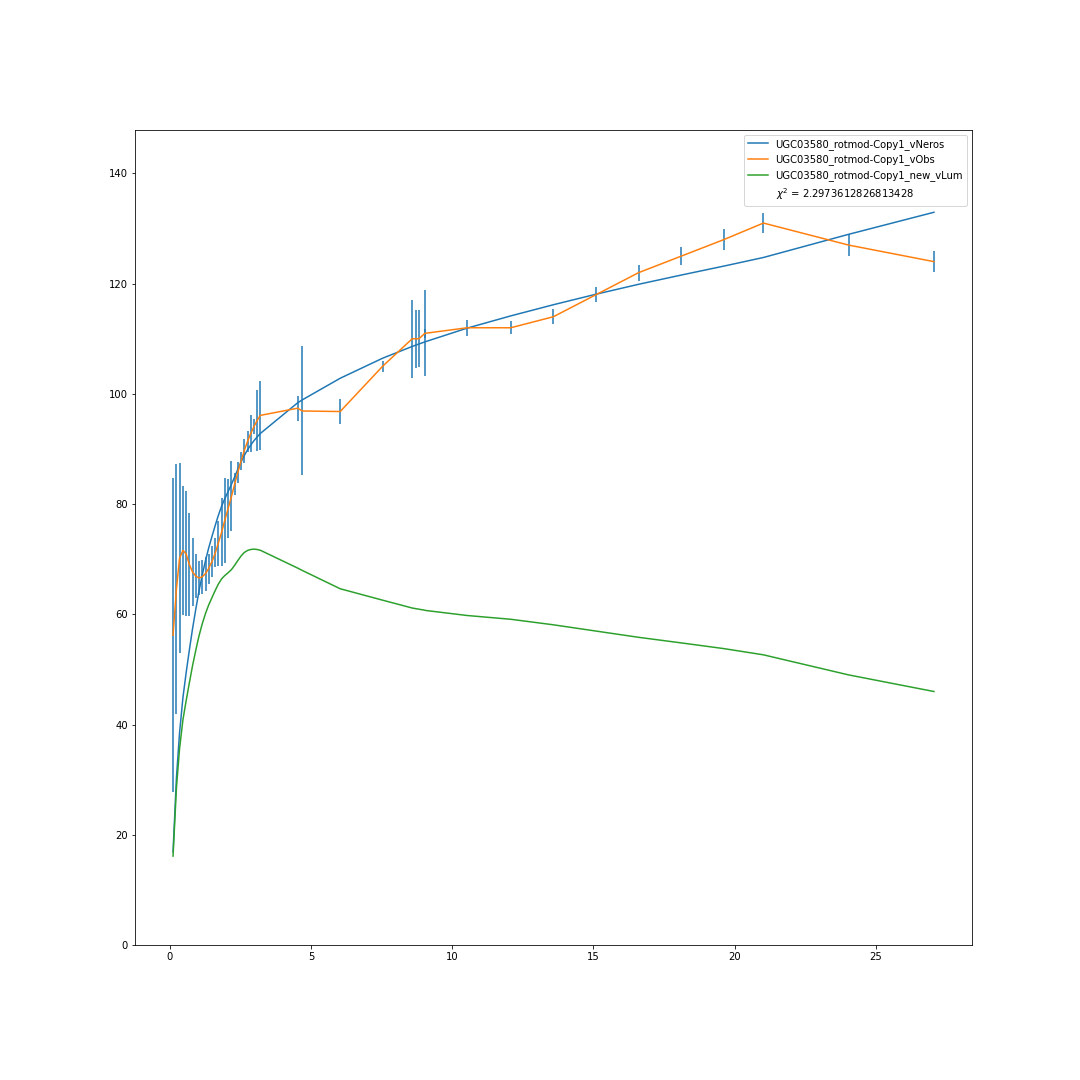 UGC03580_rotmod-Copy1_vNeros
UGC03580_rotmod-Copy1_vObs
UGC03580_rotmod-Copy1_new_vLum
χ² = 2.2973612826813428
140
120
100
80
60
40
20
0
0 5 10 15 20 25